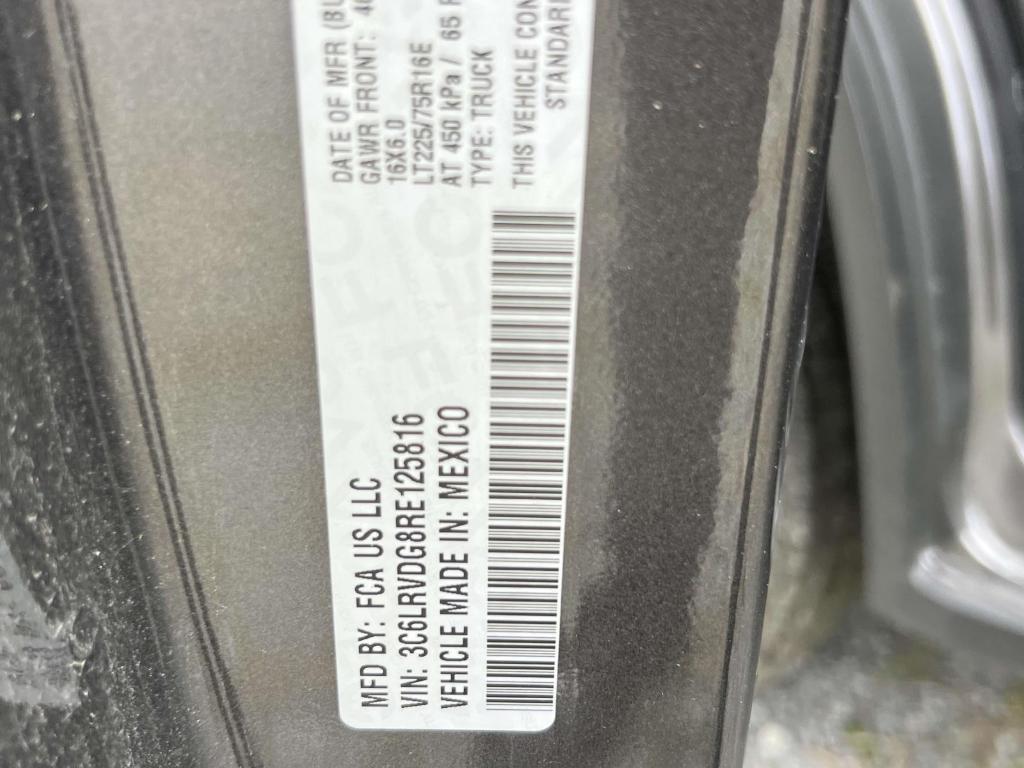 MFD BY: FCA US LLC
DATE OF MFR
GAWR FRONT:
16X6.0
LT225/75R16E
AT 450 kPa / 65
TYPE: TRUCK
VIN: 3C6LRVDG8RE125816
VEHICLE MADE IN: MEXICO
THIS VEHICLE
STANDARD